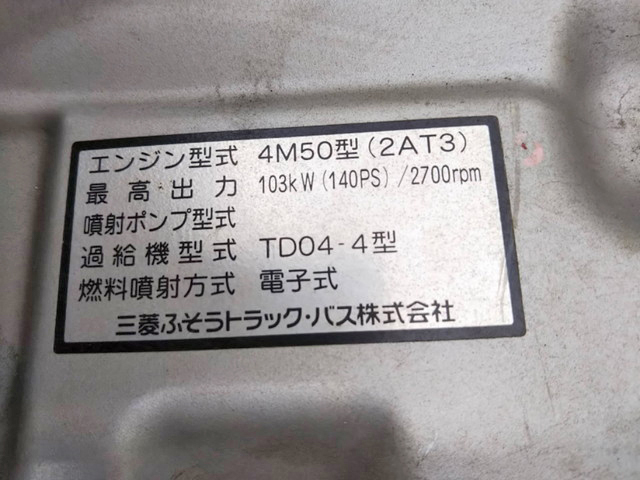 エンジン型式 4M50型(2AT3)
最高出力 103kW(140PS)/2700rpm
噴射ポンプ型式
過給機型式 TD04-4型
燃料噴射方式 電子式
三菱ふそうトラック・バス株式会社